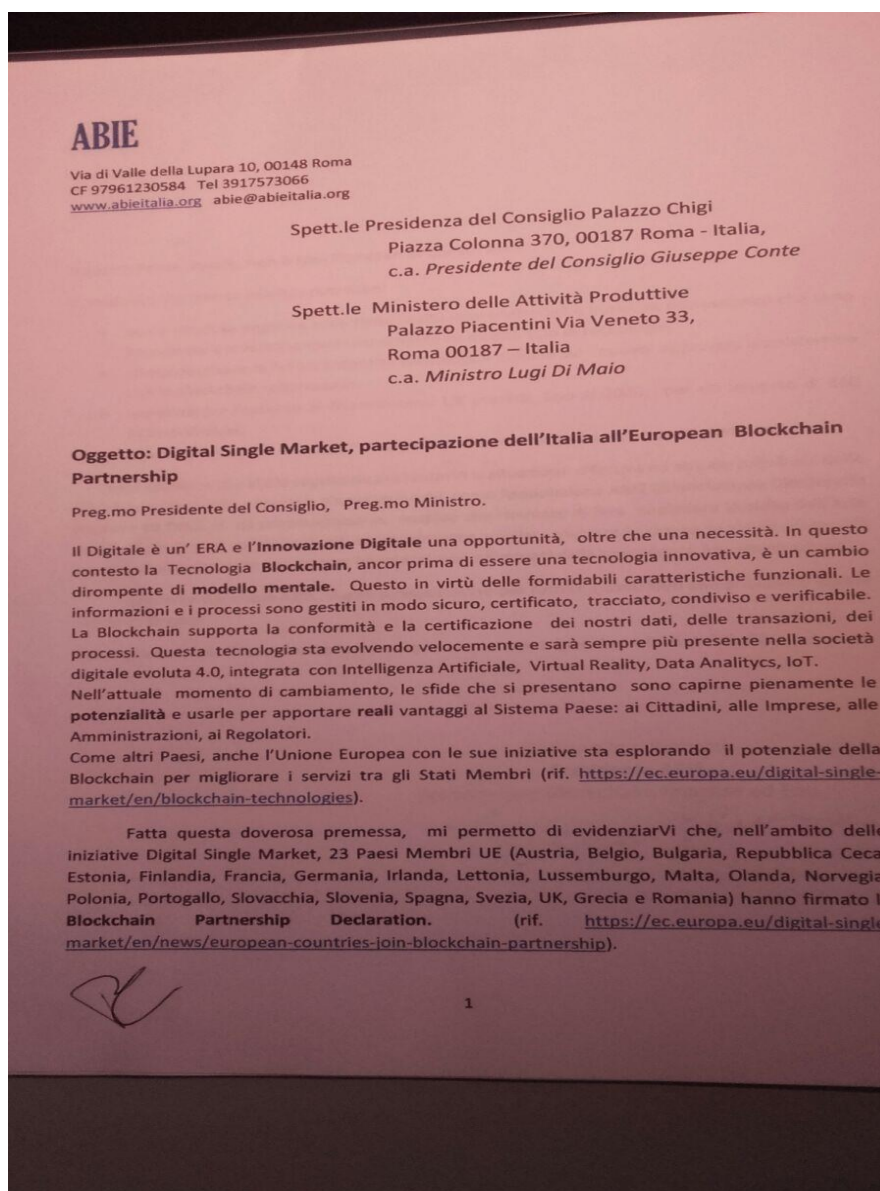 ABIE
Via di Valle della Lupara 10, 00148 Roma
CF 97961230584 Tel 3917573066
www.abieitalia.org abie@abieitalia.org
Spett.le Presidenza del Consiglio Palazzo Chigi
Piazza Colonna 370, 00187 Roma - Italia,
c.a. Presidente del Consiglio Giuseppe Conte
Spett.le Ministero delle Attività Produttive
Palazzo Piacentini Via Veneto 33,
Roma 00187 – Italia
c.a. Ministro Lugi Di Maio
Oggetto: Digital Single Market, partecipazione dell'Italia all'European Blockchain
Partnership
Preg.mo Presidente del Consiglio, Preg.mo Ministro.
Il Digitale è un' ERA e l'Innovazione Digitale una opportunità, oltre che una necessità. In questo
contesto la Tecnologia Blockchain, ancor prima di essere una tecnologia innovativa, è un cambio
dirompente di modello mentale. Questo in virtù delle formidabili caratteristiche funzionali. Le
informazioni e i processi sono gestiti in modo sicuro, certificato, tracciato, condiviso e verificabile.
La Blockchain supporta la conformità e la certificazione dei nostri dati, delle transazioni, dei
processi. Questa tecnologia sta evolvendo velocemente e sarà sempre più presente nella società
digitale evoluta 4.0, integrata con Intelligenza Artificiale, Virtual Reality, Data Analitycs, IoT.
Nell'attuale momento di cambiamento, le sfide che si presentano sono capirne pienamente le
potenzialità e usarle per apportare reali vantaggi al Sistema Paese: ai Cittadini, alle Imprese, alle
Amministrazioni, ai Regolatori.
Come altri Paesi, anche l'Unione Europea con le sue iniziative sta esplorando il potenziale della
Blockchain per migliorare i servizi tra gli Stati Membri (rif. https://ec.europa.eu/digital-single-
market/en/blockchain-technologies).
Fatta questa doverosa premessa, mi permetto di evidenziarVi che, nell'ambito delle
iniziative Digital Single Market, 23 Paesi Membri UE (Austria, Belgio, Bulgaria, Repubblica Ceca,
Estonia, Finlandia, Francia, Germania, Irlanda, Lettonia, Lussemburgo, Malta, Olanda, Norvegia,
Polonia, Portogallo, Slovacchia, Slovenia, Spagna, Svezia, UK, Grecia e Romania) hanno firmato
Blockchain Partnership Declaration. (rif. https://ec.europa.eu/digital-single
market/en/news/european-countries-join-blockchain-partnership).
1